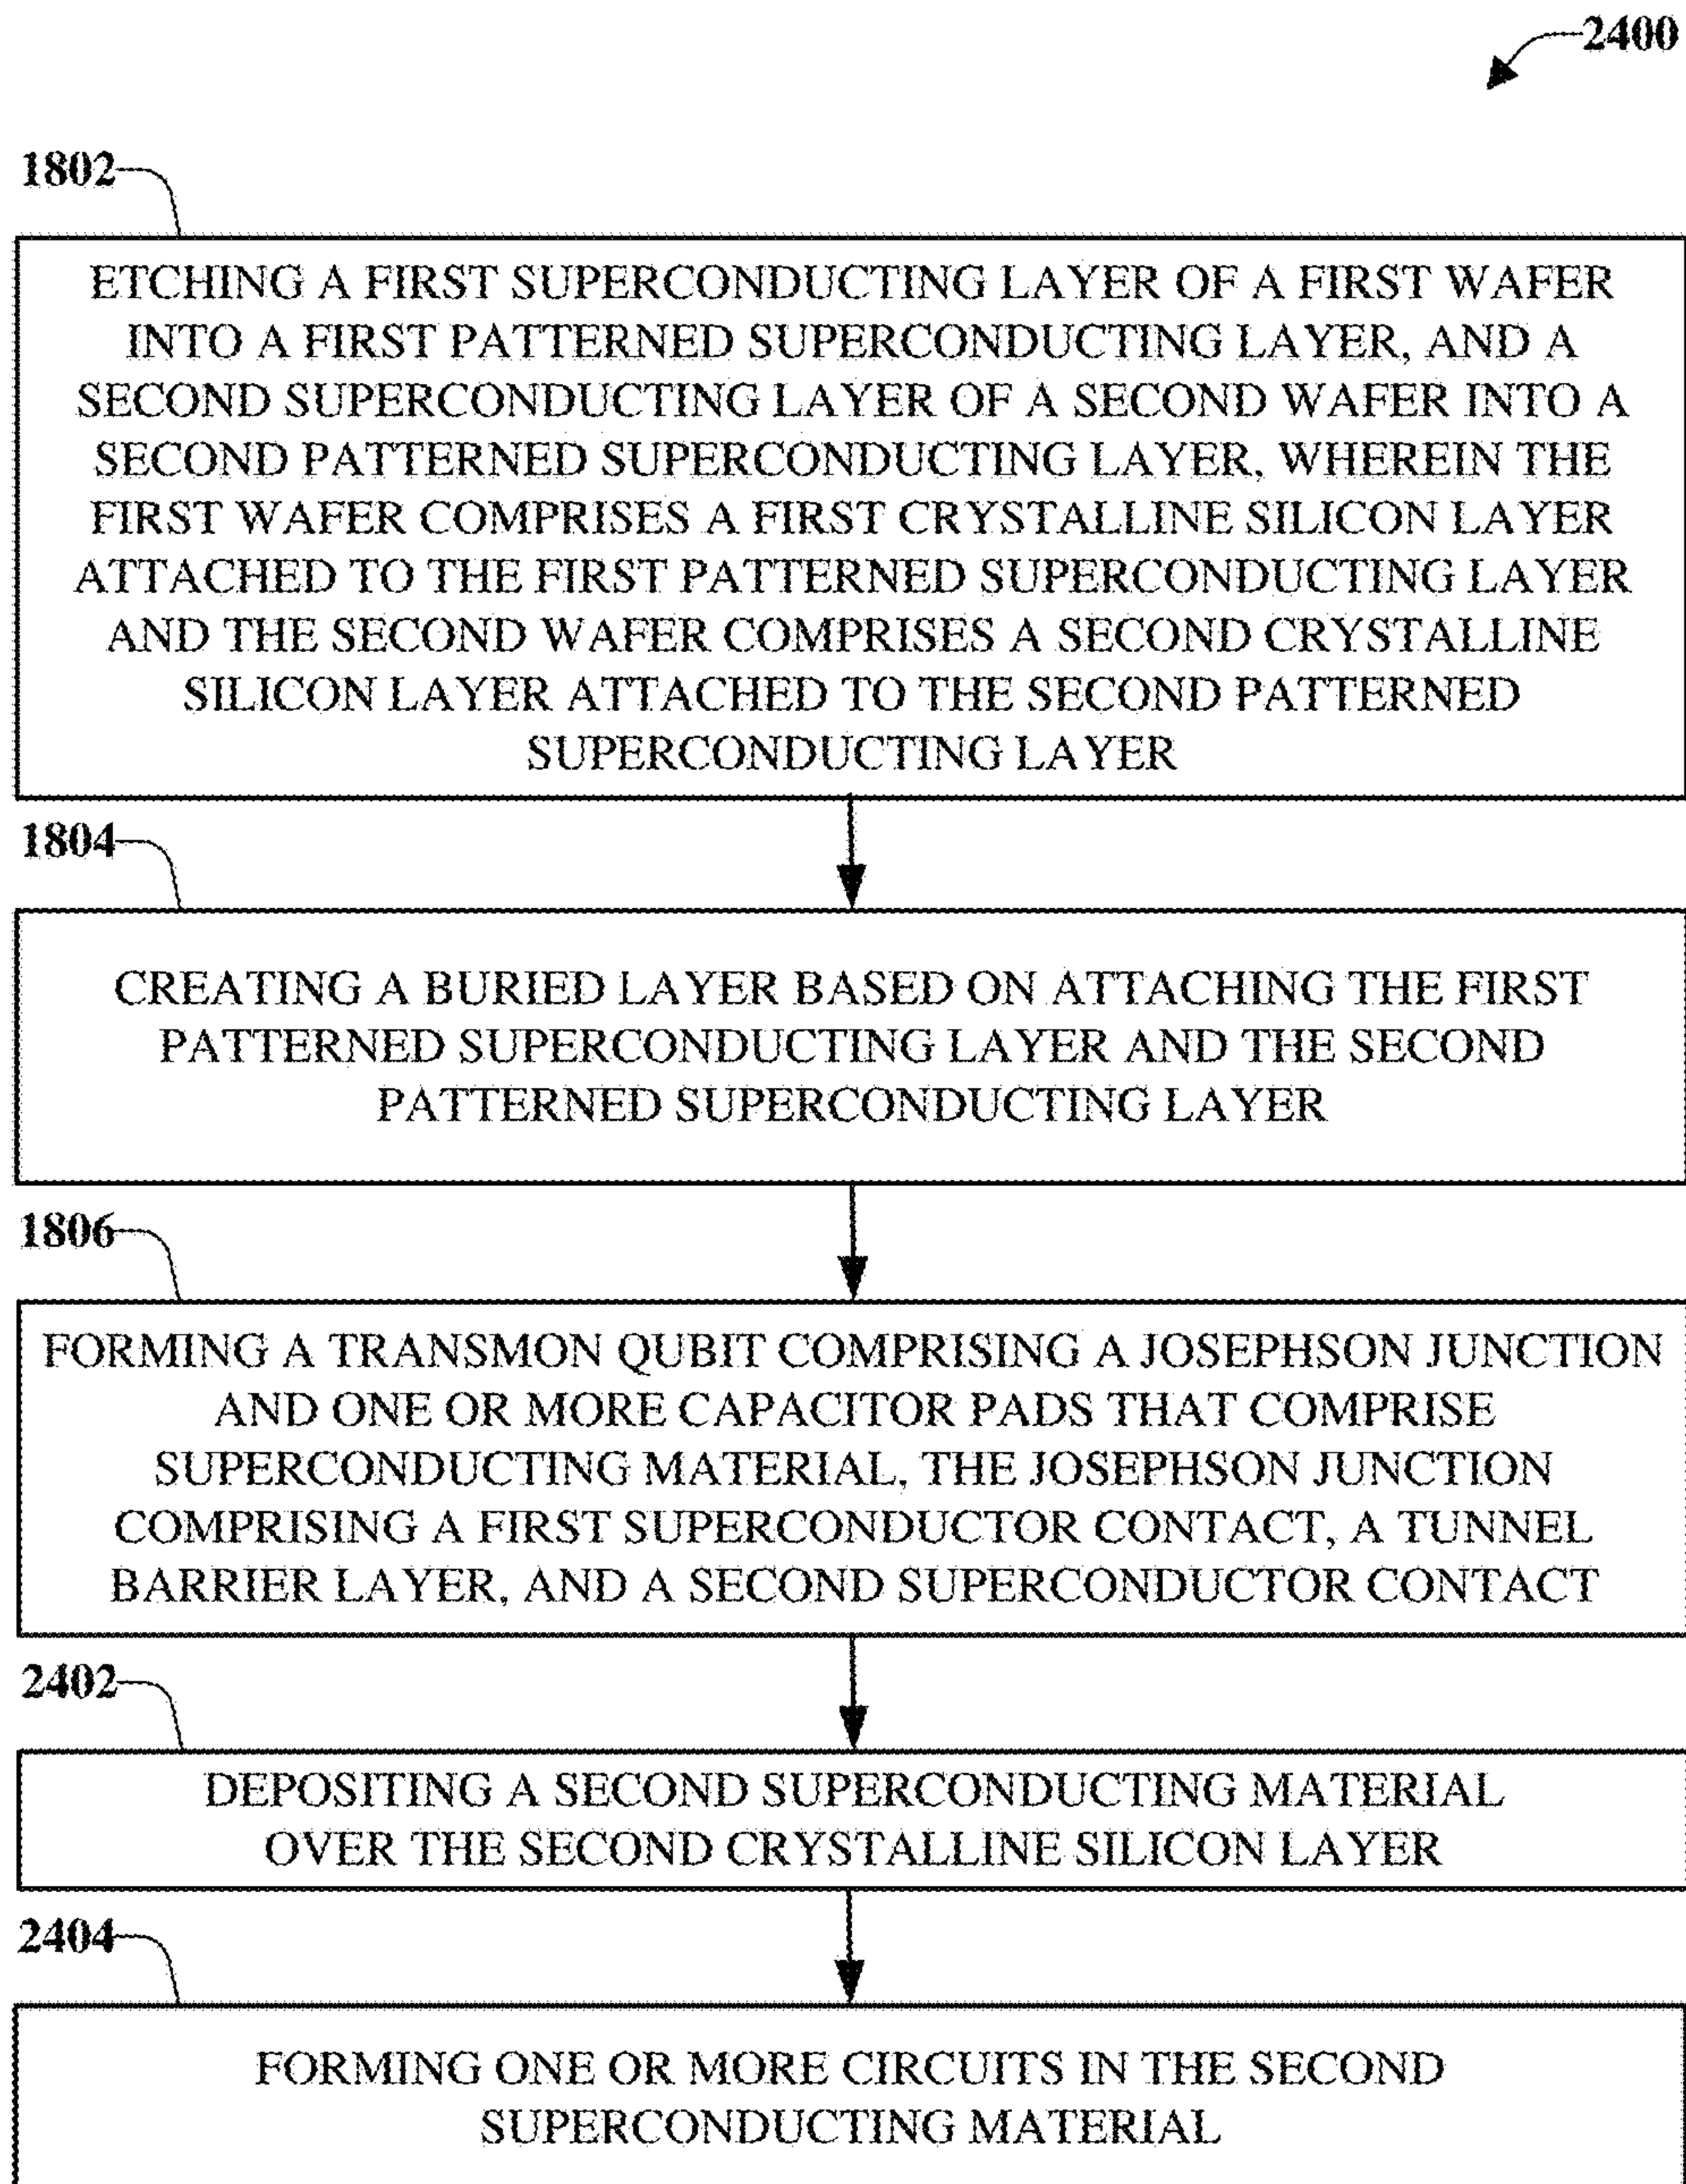 2400
1802
ETCHING A FIRST SUPERCONDUCTING LAYER OF A FIRST WAFER
INTO A FIRST PATTERNED SUPERCONDUCTING LAYER, AND A
SECOND SUPERCONDUCTING LAYER OF A SECOND WAFER INTO A
SECOND PATTERNED SUPERCONDUCTING LAYER, WHEREIN THE
FIRST WAFER COMPRISES A FIRST CRYSTALLINE SILICON LAYER
ATTACHED TO THE FIRST PATTERNED SUPERCONDUCTING LAYER
AND THE SECOND WAFER COMPRISES A SECOND CRYSTALLINE
SILICON LAYER ATTACHED TO THE SECOND PATTERNED
SUPERCONDUCTING LAYER
1804
CREATING A BURIED LAYER BASED ON ATTACHING THE FIRST
PATTERNED SUPERCONDUCTING LAYER AND THE SECOND
PATTERNED SUPERCONDUCTING LAYER
1806
FORMING A TRANSMON QUBIT COMPRISING A JOSEPHSON JUNCTION
AND ONE OR MORE CAPACITOR PADS THAT COMPRISE
SUPERCONDUCTING MATERIAL, THE JOSEPHSON JUNCTION
COMPRISING A FIRST SUPERCONDUCTOR CONTACT, A TUNNEL
BARRIER LAYER, AND A SECOND SUPERCONDUCTOR CONTACT
2402
DEPOSITING A SECOND SUPERCONDUCTING MATERIAL
OVER THE SECOND CRYSTALLINE SILICON LAYER
2404
FORMING ONE OR MORE CIRCUITS IN THE SECOND
SUPERCONDUCTING MATERIAL